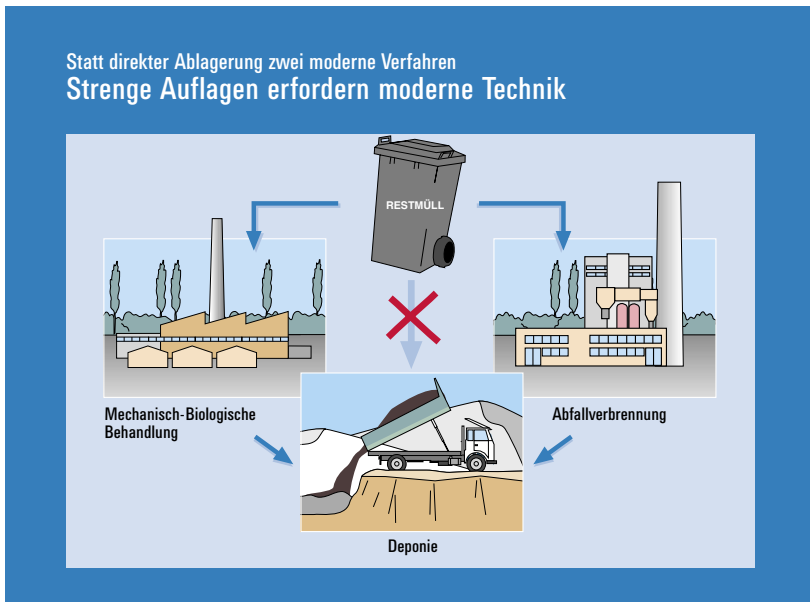 Statt direkter Ablagerung zwei moderne Verfahren
Strenge Auflagen erfordern moderne Technik
RESTMÜLL
Mechanisch-Biologische
Behandlung
Abfallverbrennung
Deponie